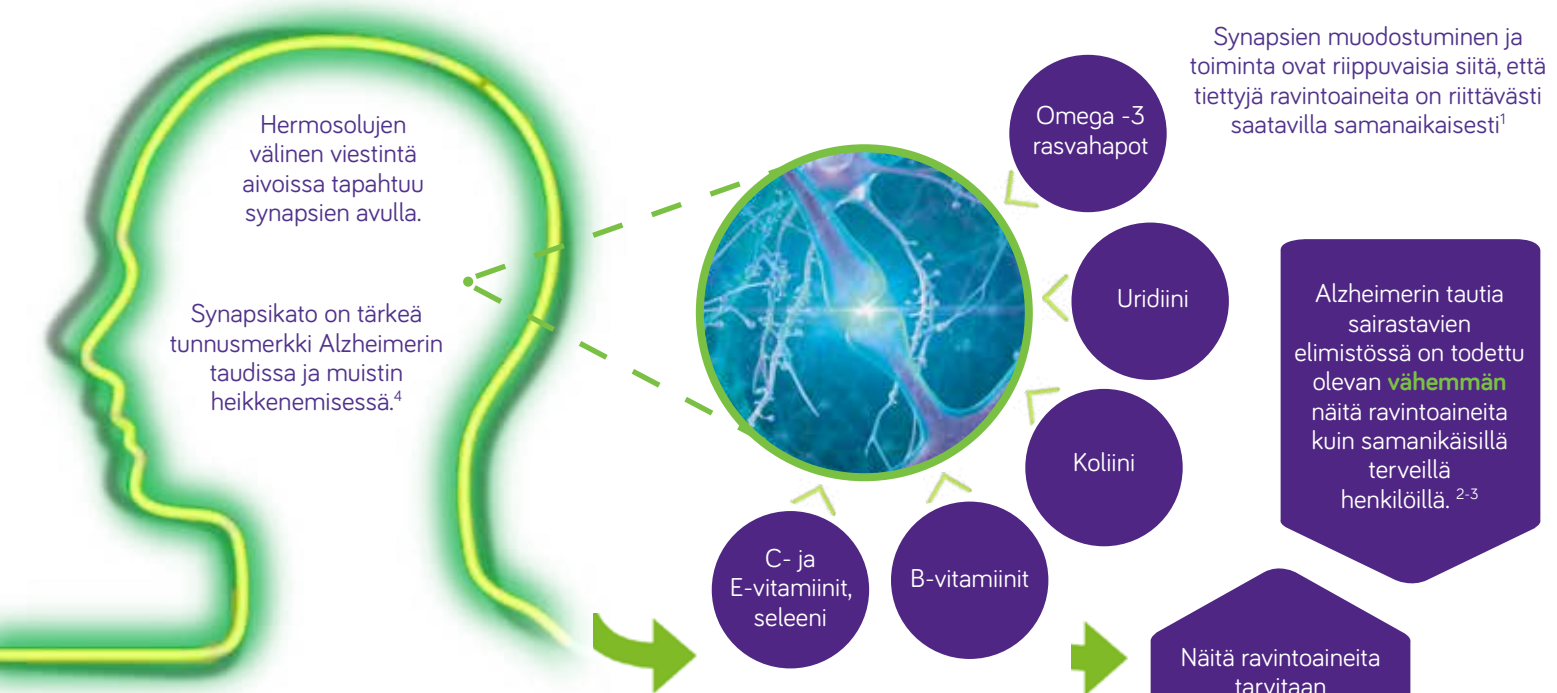 Hermosolujen
välinen viestintä
aivoissa tapahtuu
synapsien avulla.
Synapsikato on tärkeä
tunnusmerkki Alzheimerin
taudissa ja muistin
heikkenemisessä.4
Omega -3
rasvahapot
Uridiini
Koliini
B-vitamiinit
C- ja
E-vitamiinit,
seleeni
Synapsien muodostuminen ja
toiminta ovat riippuvaisia siitä, että
tiettyjä ravintoaineita on riittävästi
saatavilla samanaikaisesti1
Alzheimerin tautia
sairastavien
elimistössä on todettu
olevan vähemmän
näitä ravintoaineita
kuin samanikäisillä
terveillä
henkilöillä. 2-3
Näitä ravintoaineita
tarvitaan